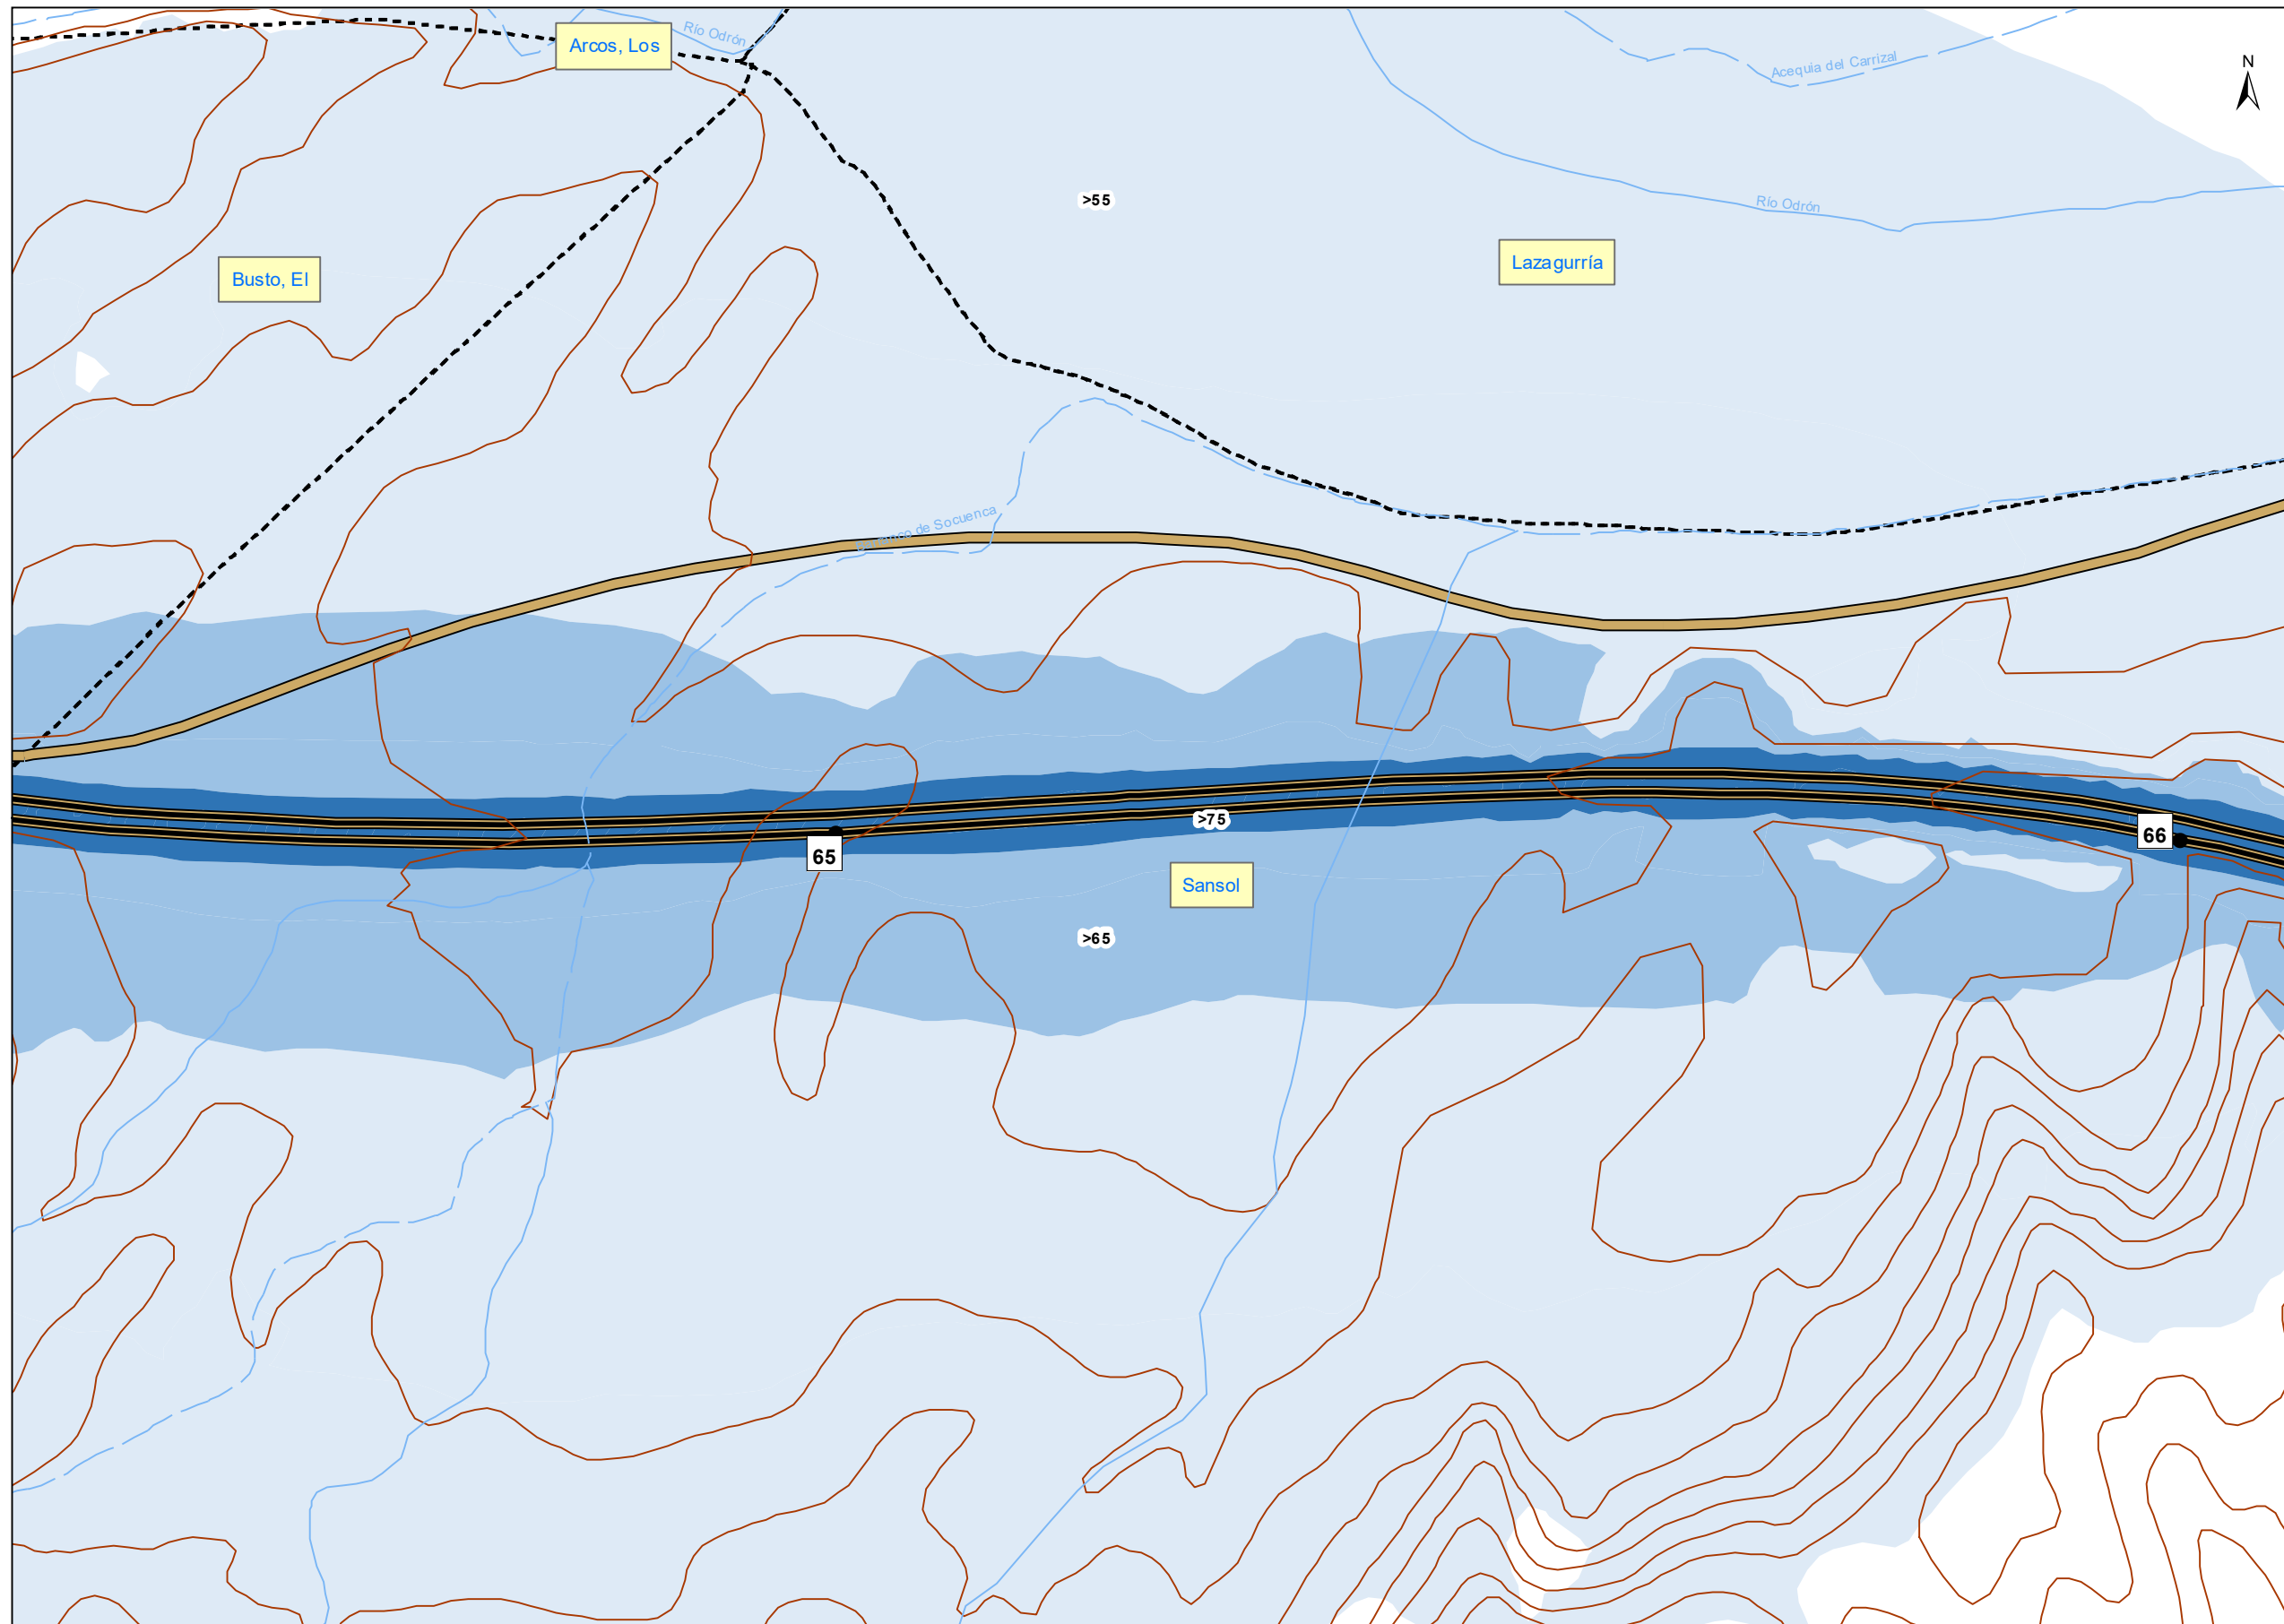 Río Odrón
Arcos, Los
Acequia del Carrizal
N
>55
Río Odrón
Lazagurría
Busto, El
de Socuenca
>75
65
66
Sansol
>65